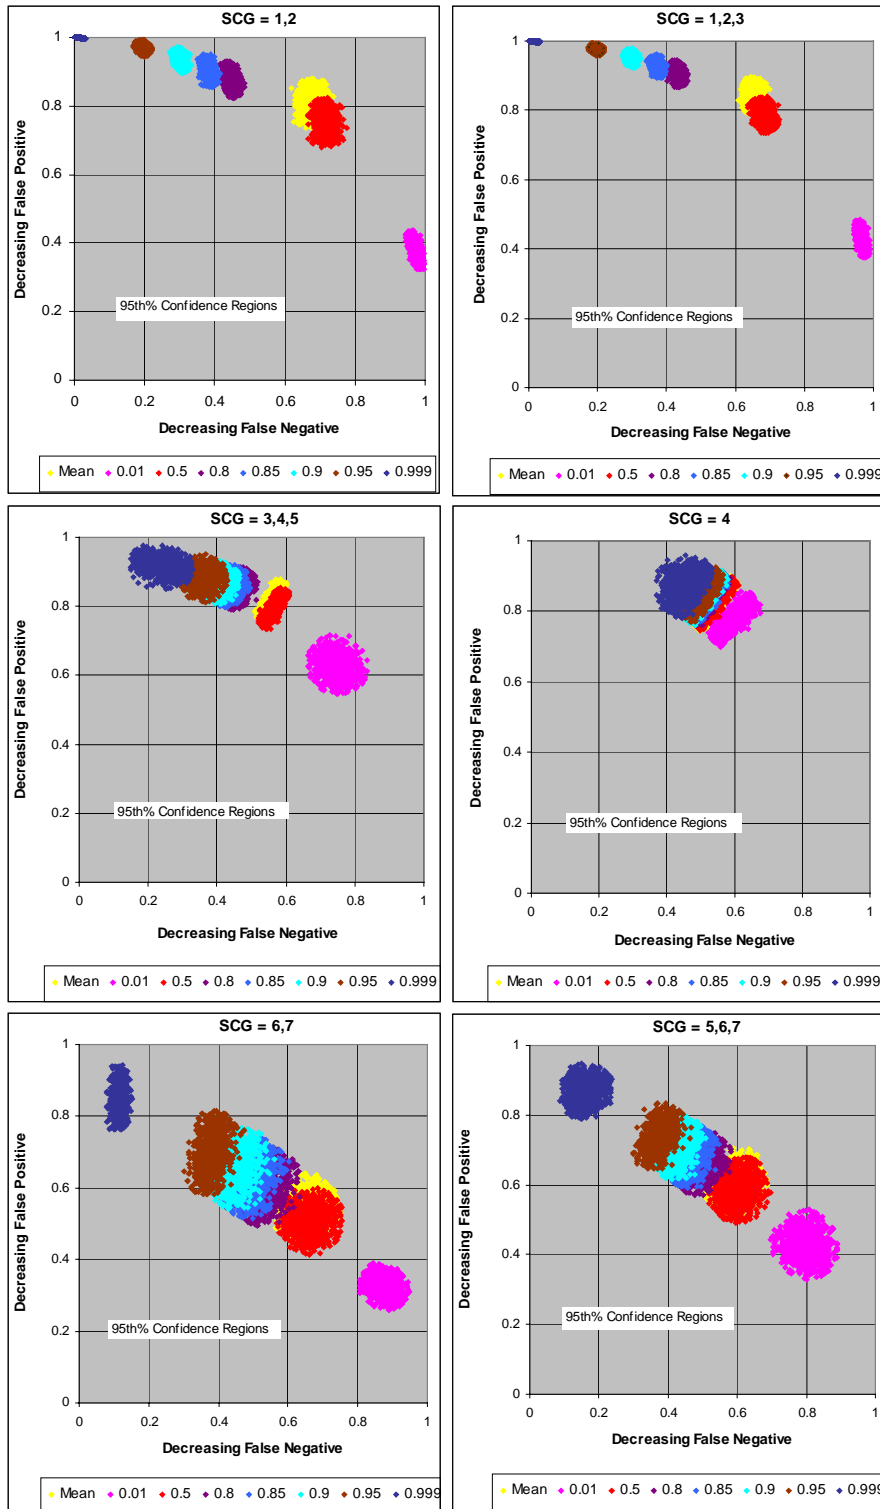 SCG = 1,2
Decreasing False Positive
1
0.8
0.6
0.4
0.2
0
95th% Confidence Regions
0 0.2 0.4 0.6 0.8 1
Decreasing False Negative
Mean 0.01 0.5 0.8 0.85 0.9 0.95 0.999
SCG = 1,2,3
Decreasing False Positive
1
0.8
0.6
0.4
0.2
0
95th% Confidence Regions
0 0.2 0.4 0.6 0.8 1
Decreasing False Negative
Mean 0.01 0.5 0.8 0.85 0.9 0.95 0.999
SCG = 3,4,5
Decreasing False Positive
1
0.8
0.6
0.4
0.2
0
95th% Confidence Regions
0 0.2 0.4 0.6 0.8 1
Decreasing False Negative
Mean 0.01 0.5 0.8 0.85 0.9 0.95 0.999
SCG = 4
Decreasing False Positive
1
0.8
0.6
0.4
0.2
0
95th% Confidence Regions
0 0.2 0.4 0.6 0.8 1
Decreasing False Negative
Mean 0.01 0.5 0.8 0.85 0.9 0.95 0.999
SCG = 6,7
Decreasing False Positive
1
0.8
0.6
0.4
0.2
0
95th% Confidence Regions
0 0.2 0.4 0.6 0.8 1
Decreasing False Negative
Mean 0.01 0.5 0.8 0.85 0.9 0.95 0.999
SCG = 5,6,7
Decreasing False Positive
1
0.8
0.6
0.4
0.2
0
95th% Confidence Regions
0 0.2 0.4 0.6 0.8 1
Decreasing False Negative
Mean 0.01 0.5 0.8 0.85 0.9 0.95 0.999